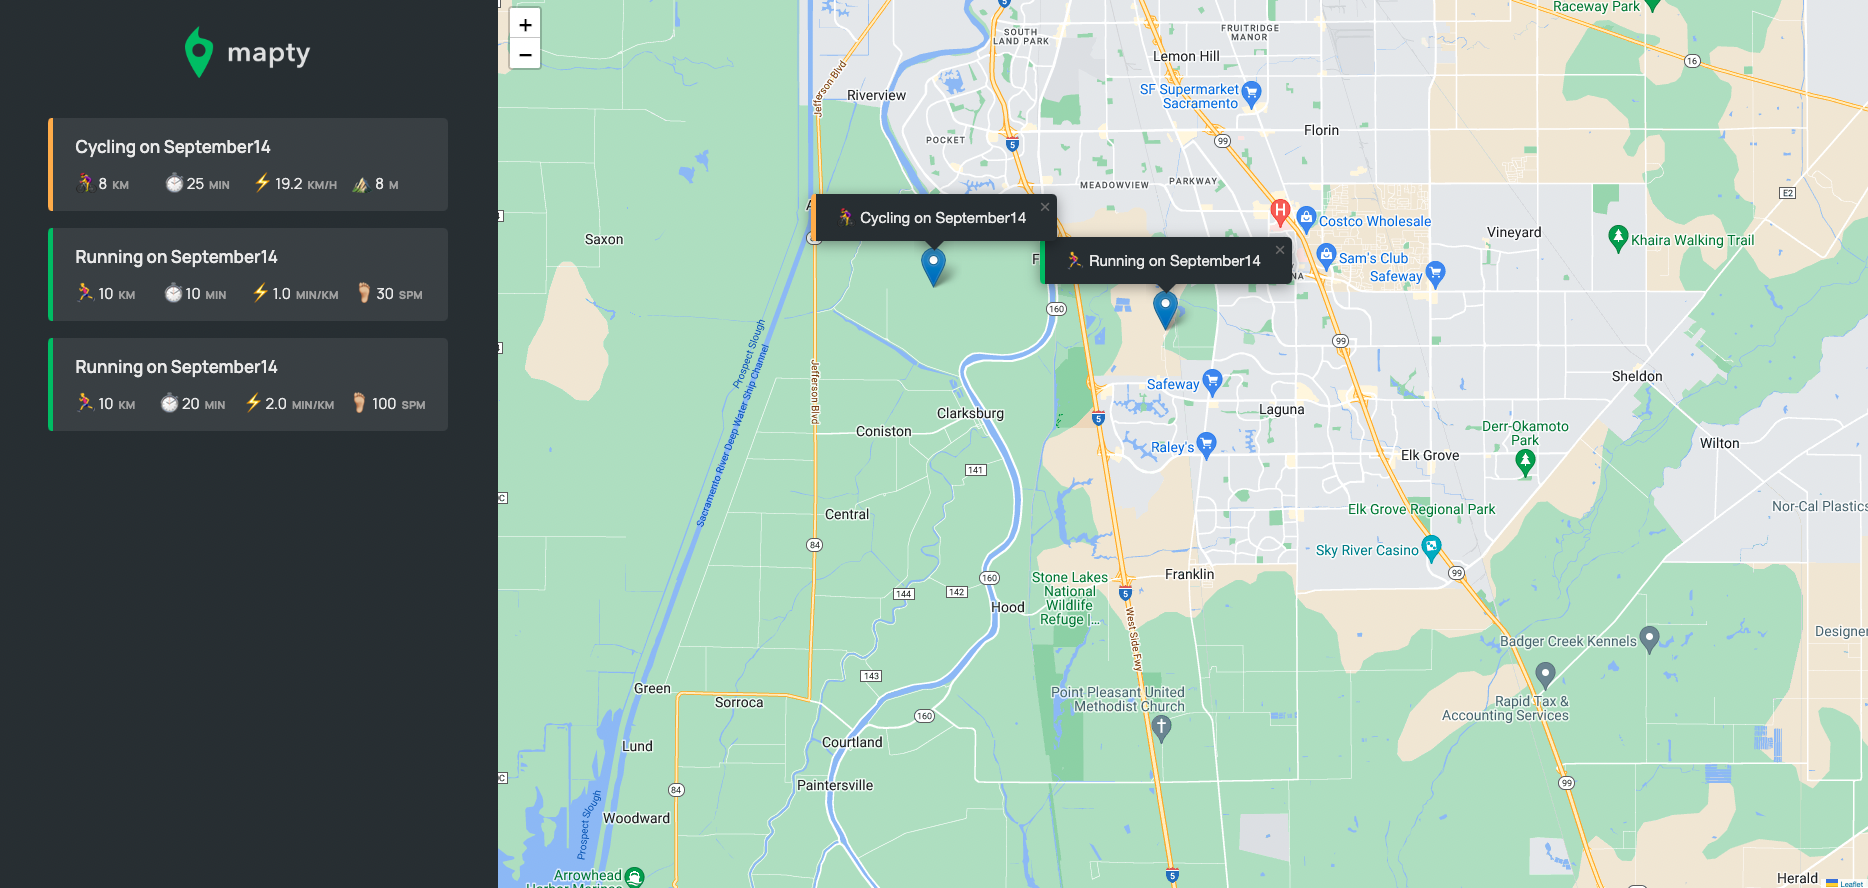 mapty
Cycling on September14
8 KM 25 MIN 19.2 KM/H 8 M
Running on September14
10 KM 10 MIN 1.0 MIN/KM 30 SPM
Running on September14
10 KM 20 MIN 2.0 MIN/KM 100 SPM
+
−
5
Raceway Park
SOUTH
LAND PARK
FRUITRIDGE
MANOR
Lemon Hill
16
Jefferson Blvd
Riverview
SF Supermarket
Sacramento
Florin
POCKET
5
99
MEADOWVIEW
PARKWAY
E2
Cycling on September14
×
H
Costco Wholesale
Saxon
Vineyard
Khaira Walking Trail
Running on September14
×
Sam's Club
Safeway
160
99
Prospect Slough
Sacramento River Deep Water Ship Channel
Jefferson Blvd
Safeway
Sheldon
Clarksburg
Laguna
5
Coniston
Derr-Okamoto
Park
Raley's
Wilton
Elk Grove
141
Central
Elk Grove Regional Park
Nor-Cal Plastics
84
Sky River Casino
99
Franklin
Stone Lakes
National
Wildlife
Refuge |...
160
144
142
5
Hood
West Side Fwy
Badger Creek Kennels
Designer
143
Green
Sorroca
Point Pleasant United
Methodist Church
Rapid Tax &
Accounting Services
160
Lund
Courtland
Paintersville
84
99
Prospect Slough
Woodward
Arrowhead
Harbor Marina
5
Herald
Leaflet